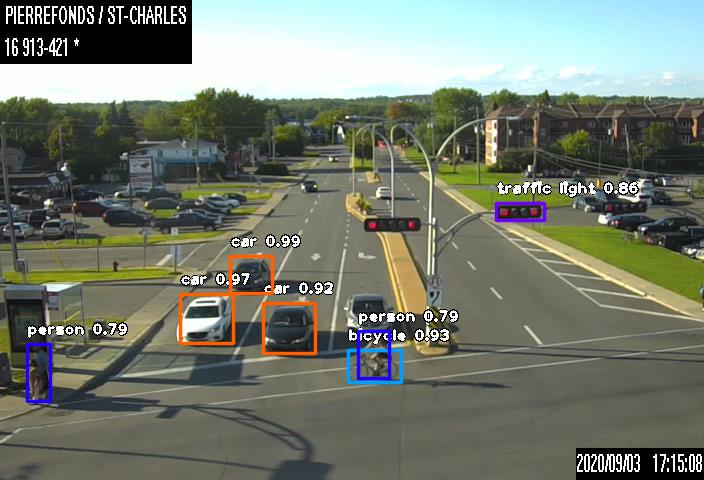 PIERREFONDS / ST-CHARLES
16 913-421 *
traffic light 0.86
car 0.99
car 0.97
car 0.92
person 0.79
person 0.79
bicycle 0.93
2020/09/03 17:15:08